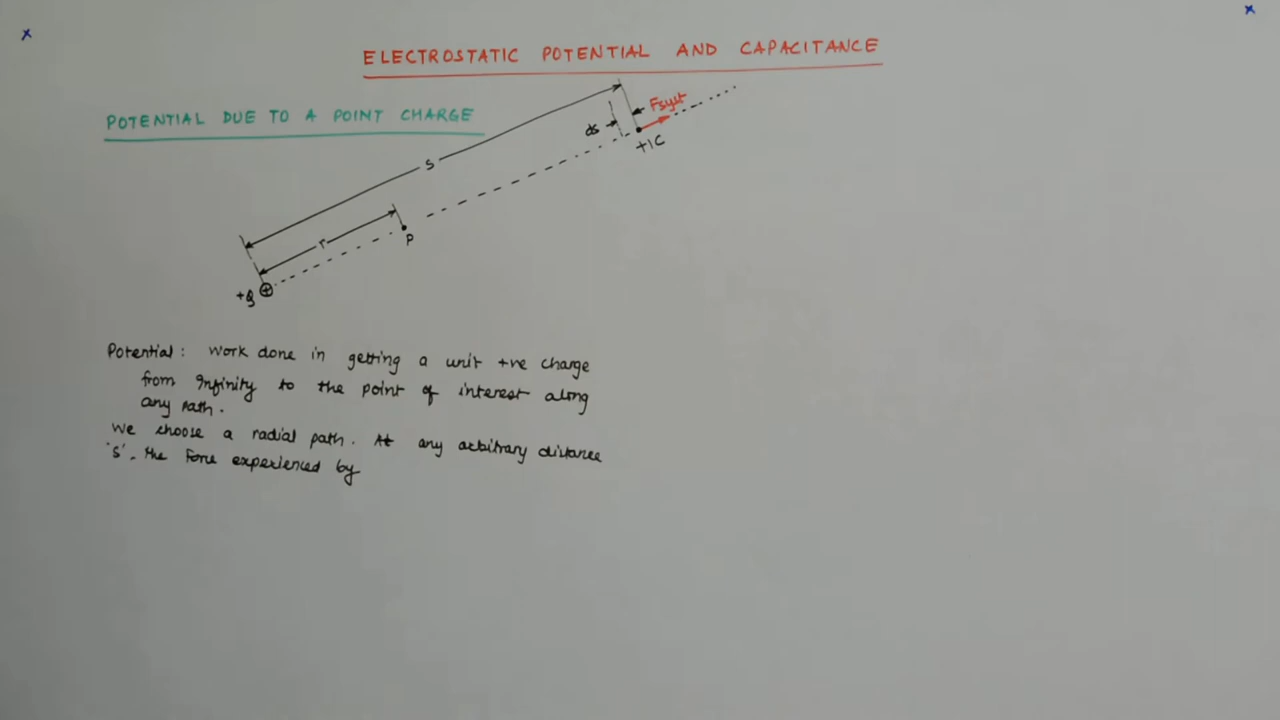 x
x
ELECTROSTATIC POTENTIAL AND CAPACITANCE
POTENTIAL DUE TO A POINT CHARGE
Fsyst
ds
+1C
s
r
P
+Q
Potential : Work done in getting a unit +ve charge
from Infinity to the point of interest along
any path.
We choose a radial path. At any arbitrary distance
's', the Force experienced by